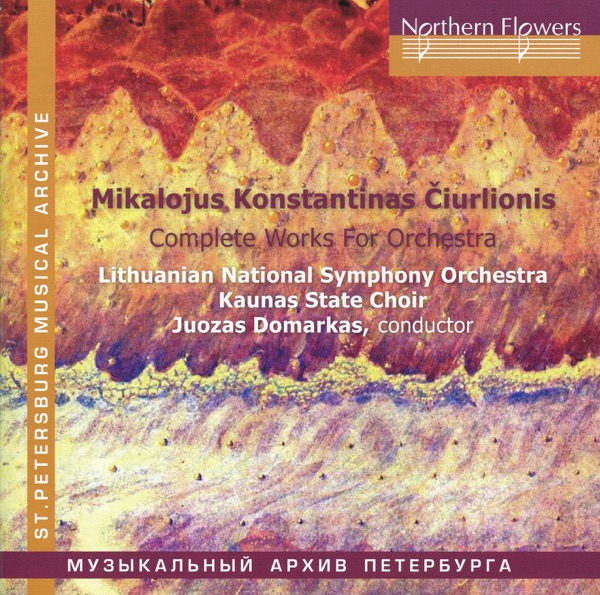 Northern Flowers
ST.PETERSBURG MUSICAL ARCHIVE
Mikalojus Konstantinas Čiurlionis
Complete Works For Orchestra
Lithuanian National Symphony Orchestra
Kaunas State Choir
Juozas Domarkas, conductor
МУЗЫКАЛЬНЫЙ АРХИВ ПЕТЕРБУРГА